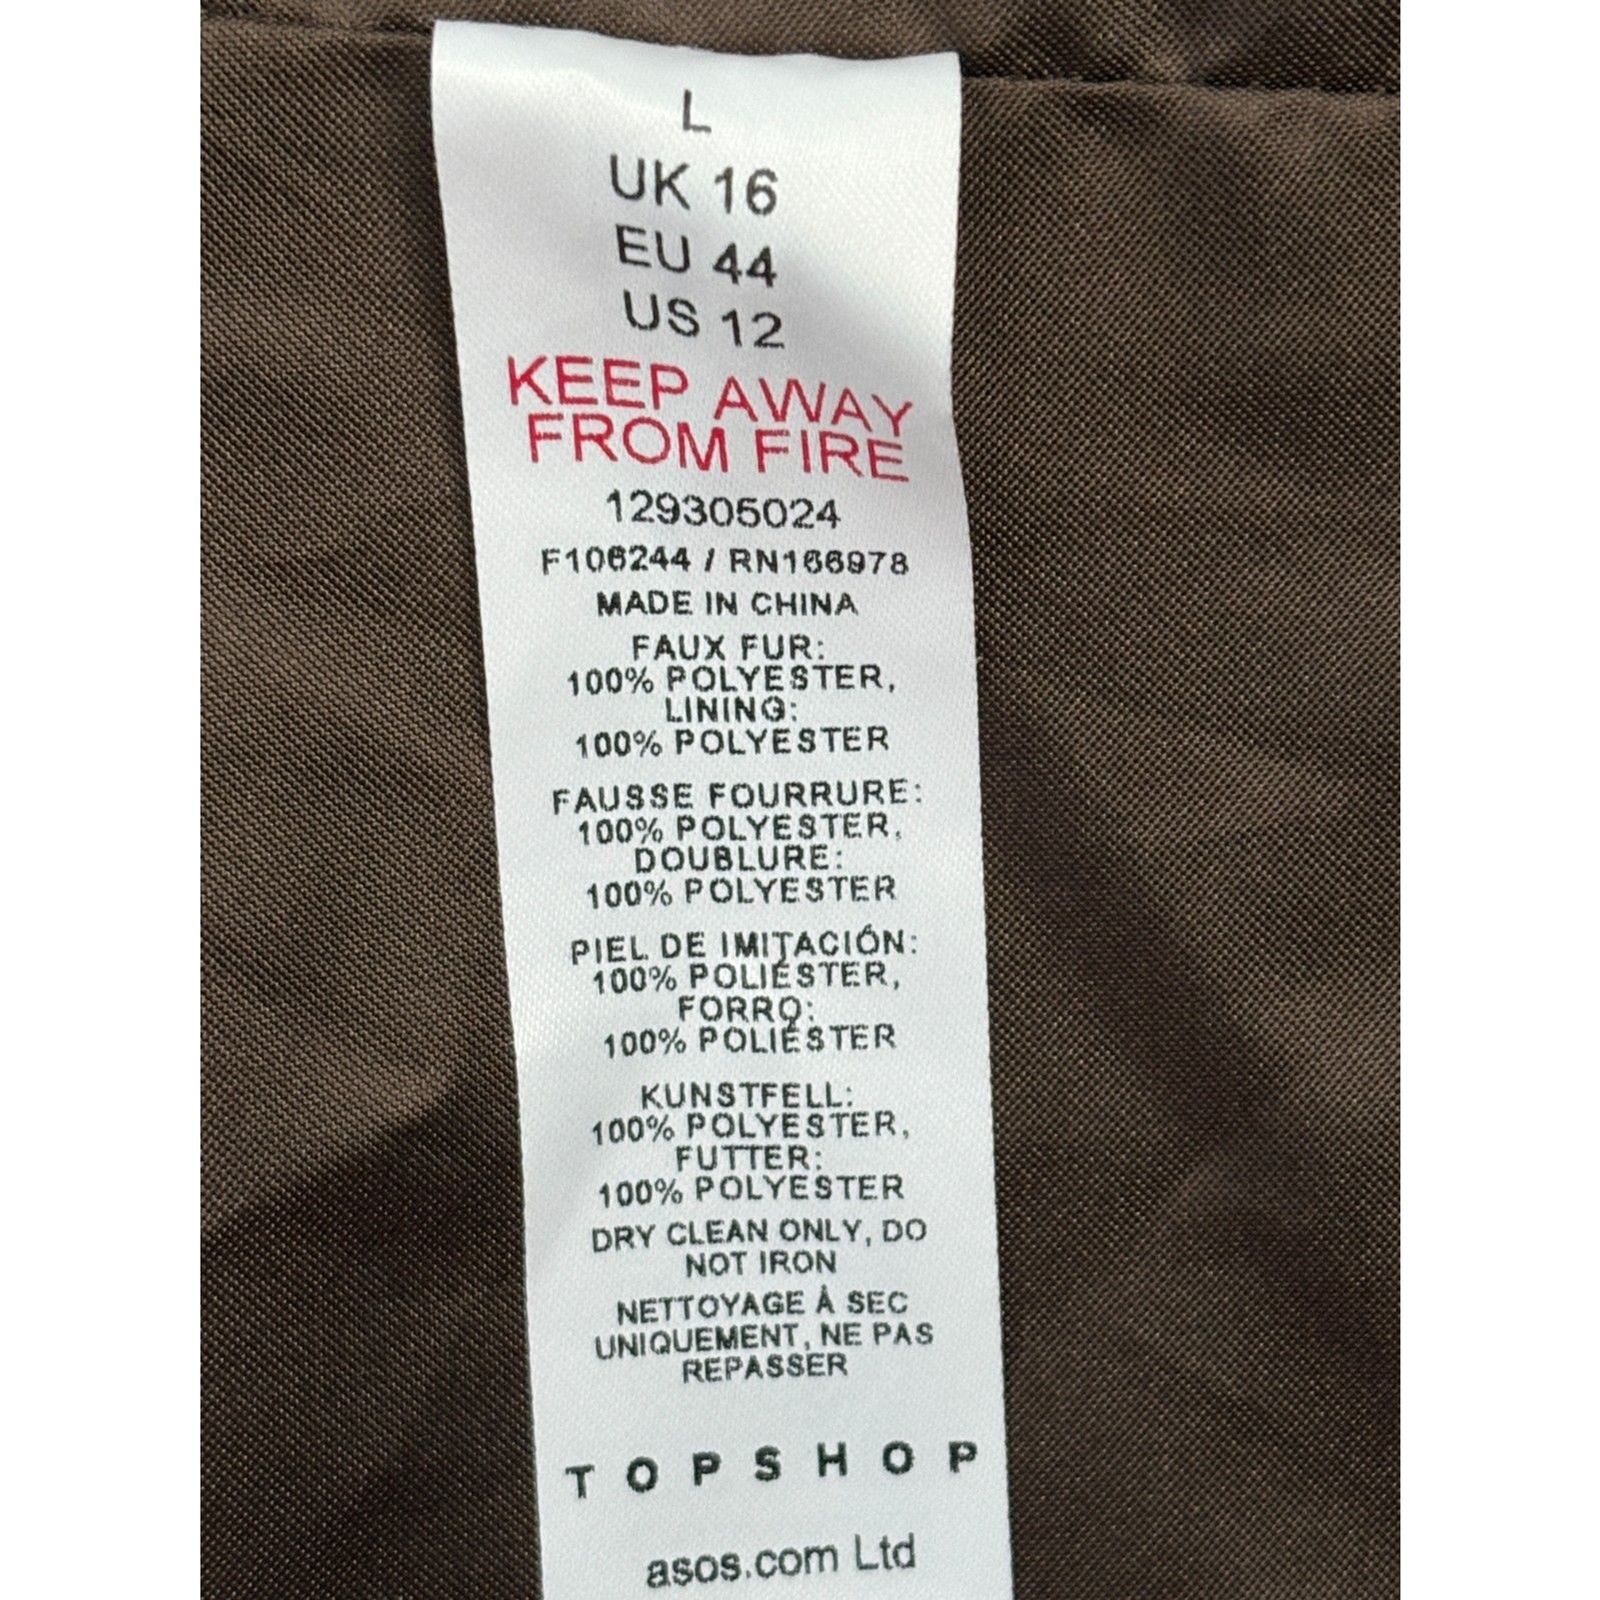 L
UK 16
EU 44
US 12
KEEP AWAY
FROM FIRE
129305024
F106244 / RN166978
MADE IN CHINA
FAUX FUR:
100% POLYESTER,
LINING:
100% POLYESTER
FAUSSE FOURRURE:
100% POLYESTER,
DOUBLURE:
100% POLYESTER
PIEL DE IMITACIÓN:
100% POLIÉSTER,
FORRO:
100% POLIÉSTER
KUNSTFELL:
100% POLYESTER,
FUTTER:
100% POLYESTER
DRY CLEAN ONLY, DO
NOT IRON
NETTOYAGE À SEC
UNIQUEMENT, NE PAS
REPASSER
TOPSHOP
asos.com Ltd